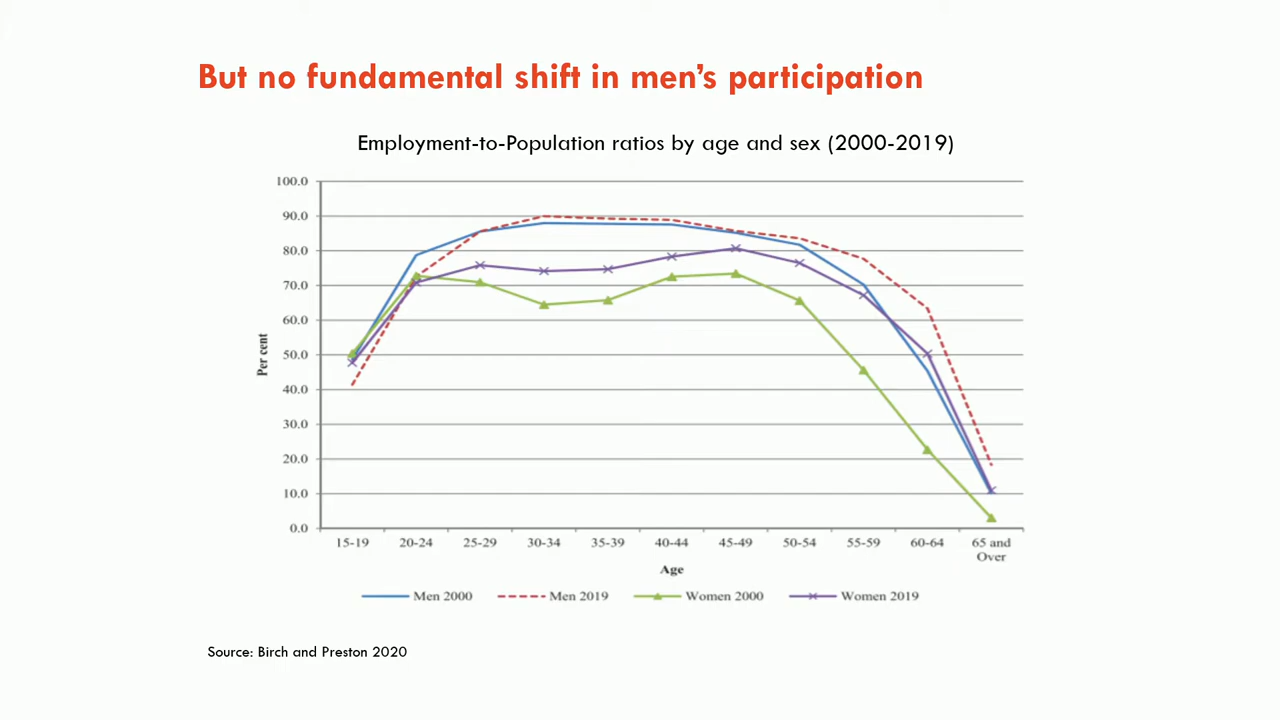 But no fundamental shift in men's participation
Employment-to-Population ratios by age and sex (2000-2019)
100.0
90.0
80.0
70.0
60.0
50.0
40.0
30.0
20.0
10.0
0.0
Per cent
15-19 20-24 25-29 30-34 35-39 40-44 45-49 50-54 55-59 60-64 65 and
Over
Age
Men 2000 Men 2019 Women 2000 Women 2019
Source: Birch and Preston 2020